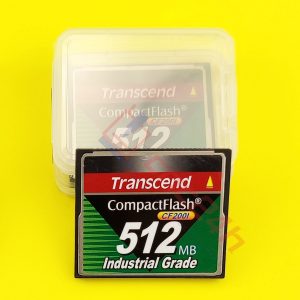 Transcend
CompactFlash®
CF200I
512
Transcend
CompactFlash®
CF200I
512 MB
Industrial Grade